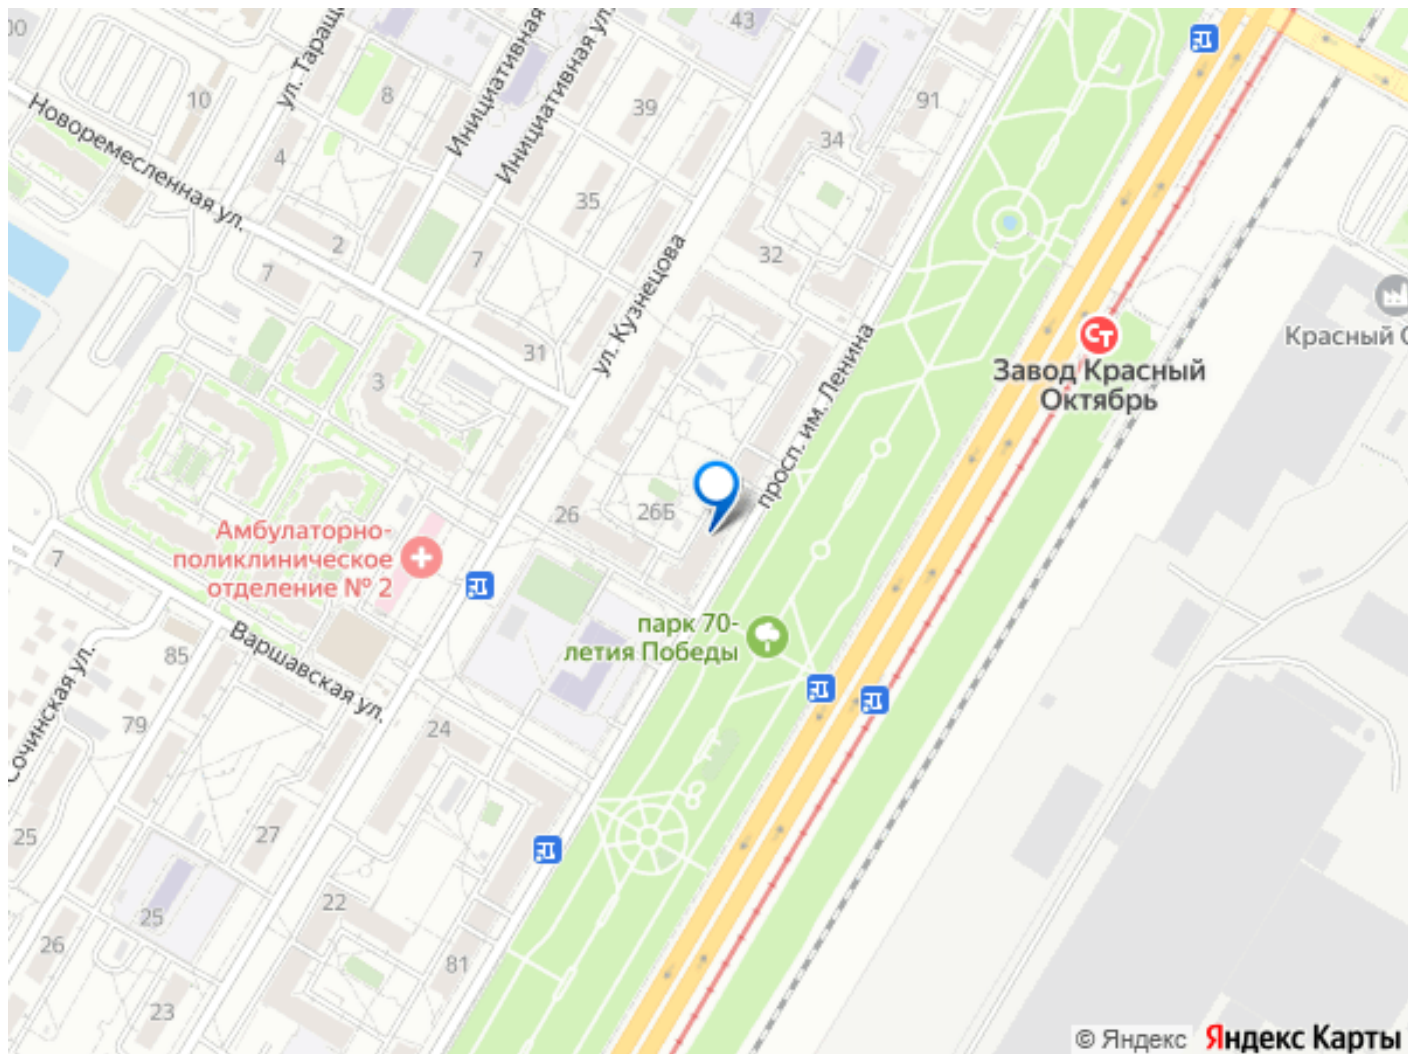 00
43
ул. Таращ
Инициативная
Инициативная ул.
10
8
39
91
34
Новоремесленная ул.
4
35
32
2
7
7
ул. Кузнецова
31
3
просп. им. Ленина
Завод Красный
Октябрь
Красный О
26
26Б
Амбулаторно-
поликлиническое
отделение № 2
7
Варшавская ул.
85
парк 70-
летия Победы
Сочинская ул.
79
24
25
27
22
25
26
81
23
© Яндекс
Яндекс Карты